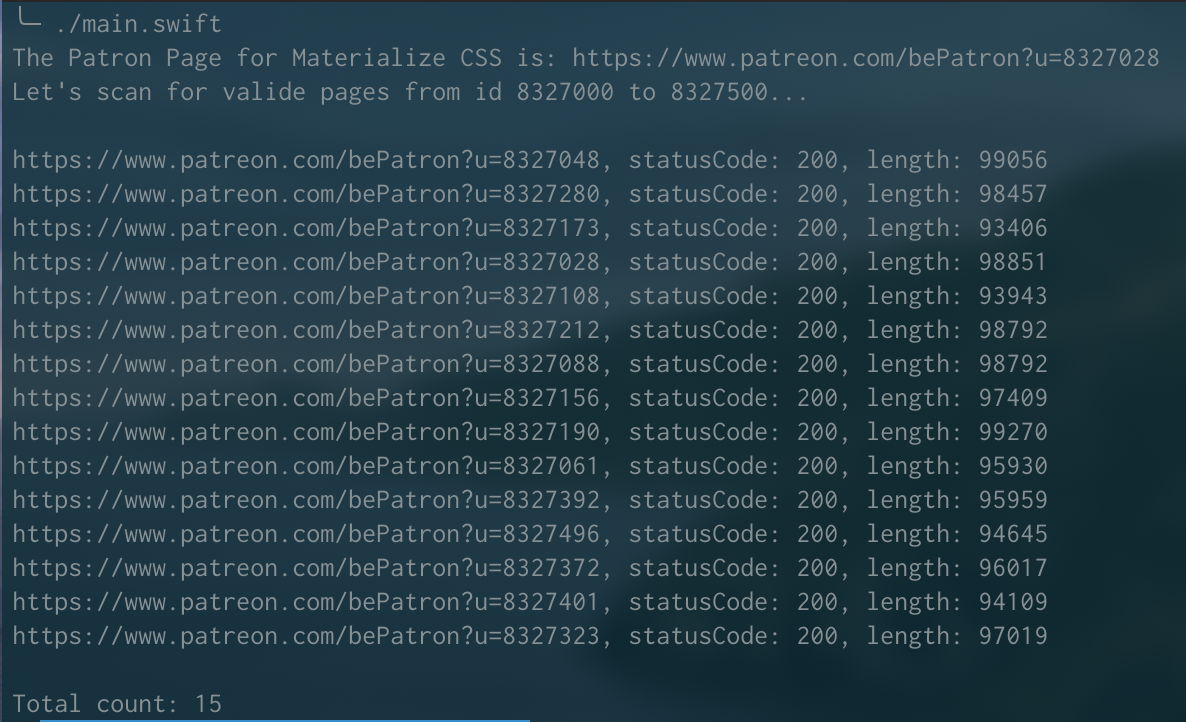 ╰─ ./main.swift
The Patron Page for Materialize CSS is: https://www.patreon.com/bePatron?u=8327028
Let's scan for valide pages from id 8327000 to 8327500...
https://www.patreon.com/bePatron?u=8327048, statusCode: 200, length: 99056
https://www.patreon.com/bePatron?u=8327280, statusCode: 200, length: 98457
https://www.patreon.com/bePatron?u=8327173, statusCode: 200, length: 93406
https://www.patreon.com/bePatron?u=8327028, statusCode: 200, length: 98851
https://www.patreon.com/bePatron?u=8327108, statusCode: 200, length: 93943
https://www.patreon.com/bePatron?u=8327212, statusCode: 200, length: 98792
https://www.patreon.com/bePatron?u=8327088, statusCode: 200, length: 98792
https://www.patreon.com/bePatron?u=8327156, statusCode: 200, length: 97409
https://www.patreon.com/bePatron?u=8327190, statusCode: 200, length: 99270
https://www.patreon.com/bePatron?u=8327061, statusCode: 200, length: 95930
https://www.patreon.com/bePatron?u=8327392, statusCode: 200, length: 95959
https://www.patreon.com/bePatron?u=8327496, statusCode: 200, length: 94645
https://www.patreon.com/bePatron?u=8327372, statusCode: 200, length: 96017
https://www.patreon.com/bePatron?u=8327401, statusCode: 200, length: 94109
https://www.patreon.com/bePatron?u=8327323, statusCode: 200, length: 97019
Total count: 15